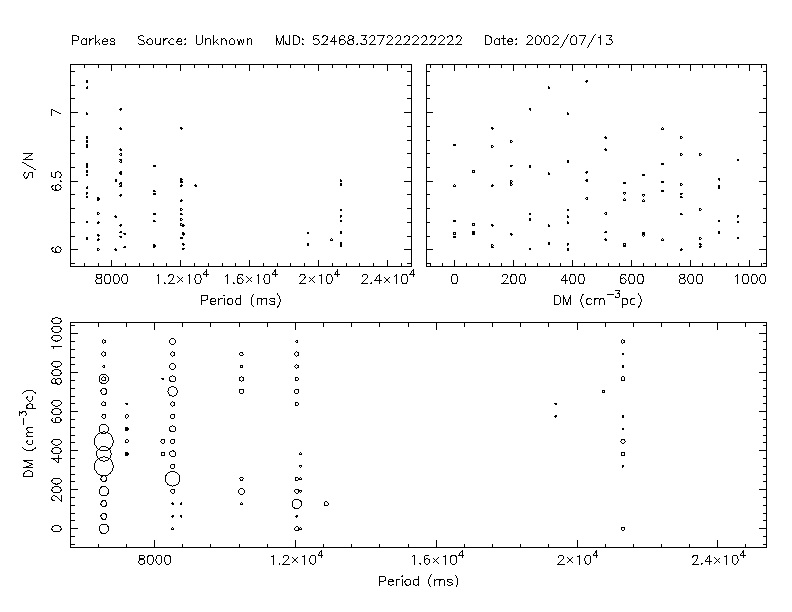 Parkes Source: Unknown MJD: 52468.327222222222 Date: 2002/07/13
S/N
7
6.5
6
8000 1.2×10⁴ 1.6×10⁴ 2×10⁴ 2.4×10⁴
Period (ms)
0 200 400 600 800 1000
DM (cm⁻³pc)
DM (cm⁻³pc)
1000
800
600
400
200
0
8000 1.2×10⁴ 1.6×10⁴ 2×10⁴ 2.4×10⁴
Period (ms)